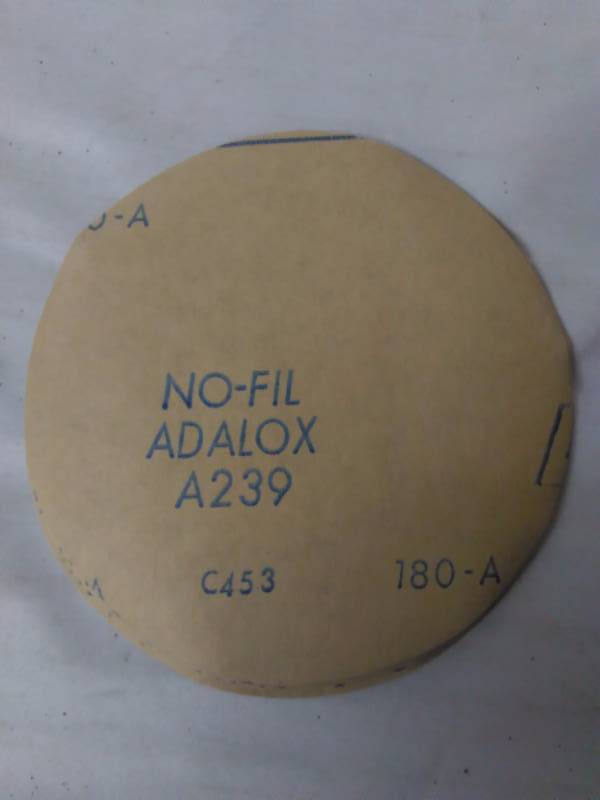 -A
NO-FIL
ADALOX
A239
C453
180-A